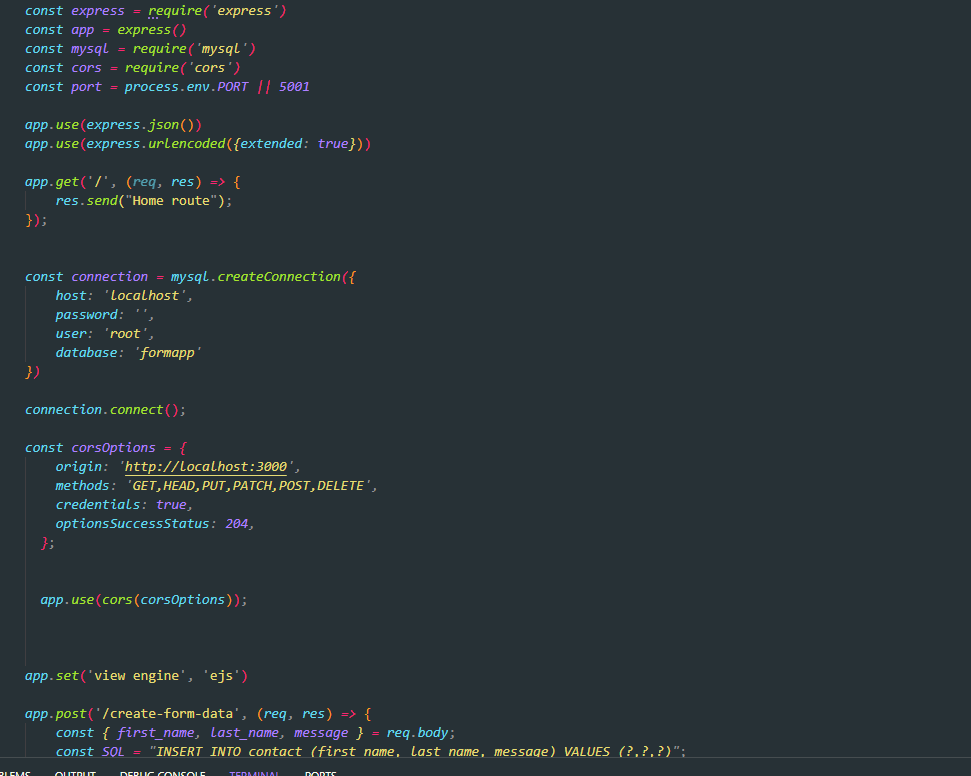 const express = require('express')
const app = express()
const mysql = require('mysql')
const cors = require('cors')
const port = process.env.PORT || 5001
app.use(express.json())
app.use(express.urlencoded({extended: true}))
app.get('/', (req, res) => {
res.send("Home route");
});
const connection = mysql.createConnection({
host: 'localhost',
password: '',
user: 'root',
database: 'formapp'
})
connection.connect();
const corsOptions = {
origin: 'http://localhost:3000',
methods: 'GET,HEAD,PUT,PATCH,POST,DELETE',
credentials: true,
optionsSuccessStatus: 204,
};
app.use(cors(corsOptions));
app.set('view engine', 'ejs')
app.post('/create-form-data', (req, res) => {
const { first_name, last_name, message } = req.body;
const SQL = "INSERT INTO contact (first_name, last_name, message) VALUES (?,?,?)";
BLEMS OUTPUT DEBUG CONSOLE TERMINAL PORTS